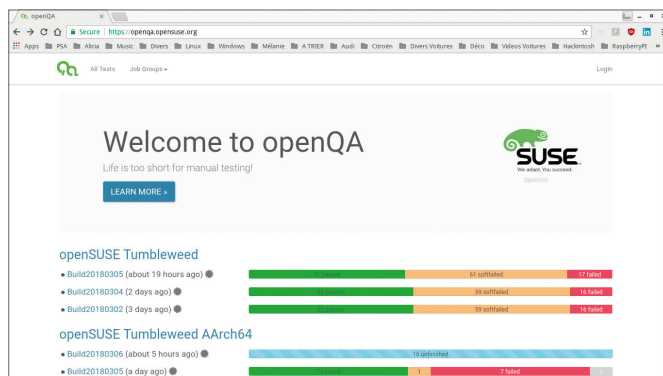 openQA
Secure https://openqa.opensuse.org
Apps PSA Alicia Music Divers Linux Windows Mélanie A TRIER Audi Citroën Divers Voitures Déco Videos Voitures Hackintosh RaspberryPI »
All Tests Job Groups Login
Welcome to openQA
Life is too short for manual testing!
LEARN MORE »
SUSE
We adapt. You succeed.
Sponsor
openSUSE Tumbleweed
Build20180305 (about 19 hours ago) 61 softfailed 17 failed
Build20180304 (2 days ago) 59 softfailed 16 failed
Build20180302 (3 days ago) 59 softfailed 16 failed
openSUSE Tumbleweed AArch64
Build20180306 (about 5 hours ago) unfinished
Build20180305 (a day ago) 1 7 failed